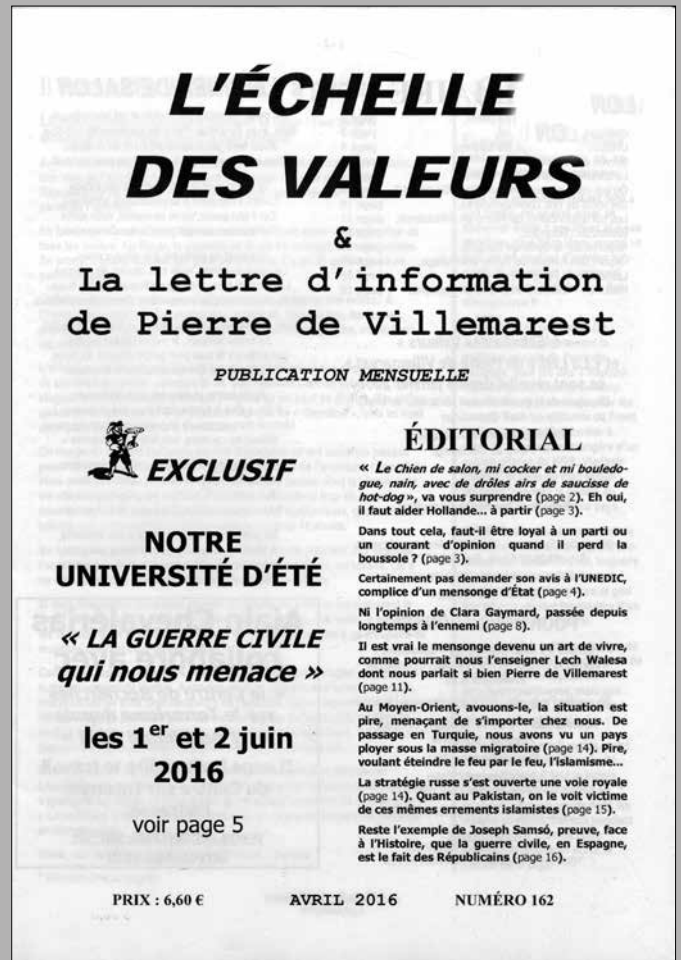 L'ÉCHELLE
DES VALEURS
&
La lettre d'information
de Pierre de Villemarest
PUBLICATION MENSUELLE
EXCLUSIF
NOTRE
UNIVERSITÉ D'ÉTÉ
« LA GUERRE CIVILE
qui nous menace »
les 1er et 2 juin
2016
voir page 5
ÉDITORIAL
« Le Chien de salon, mi cocker et mi bouledo-
gue, nain, avec de drôles airs de saucisse de
hot-dog », va vous surprendre (page 2). Eh oui,
il faut aider Hollande... à partir (page 3).
Dans tout cela, faut-il être loyal à un parti ou
un courant d'opinion quand il perd la
boussole ? (page 3).
Certainement pas demander son avis à l'UNEDIC,
complice d'un mensonge d'État (page 4).
Ni l'opinion de Clara Gaymard, passée depuis
longtemps à l'ennemi (page 8).
Il est vrai le mensonge devenu un art de vivre,
comme pourrait nous l'enseigner Lech Walesa
dont nous parlait si bien Pierre de Villemarest
(page 11).
Au Moyen-Orient, avouons-le, la situation est
pire, menaçant de s'importer chez nous. De
passage en Turquie, nous avons vu un pays
ployer sous la masse migratoire (page 14). Pire,
voulant éteindre le feu par le feu, l'islamisme...
La stratégie russe s'est ouverte une voie royale
(page 14). Quant au Pakistan, on le voit victime
de ces mêmes errements islamistes (page 15).
Reste l'exemple de Joseph Samsó, preuve, face
à l'Histoire, que la guerre civile, en Espagne,
est le fait des Républicains (page 16).
PRIX : 6,60 € AVRIL 2016 NUMÉRO 162